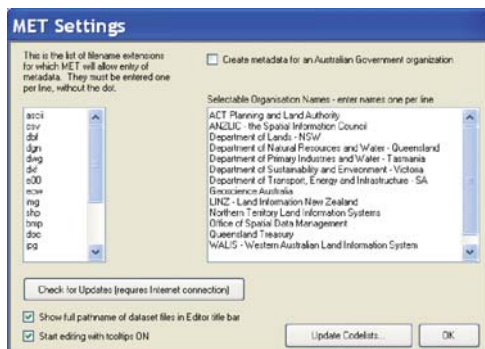 MET Settings
This is the list of filename extensions
for which MET will allow entry of
metadata. They must be entered one
per line, without the dot.
Create metadata for an Australian Government organization
Selectable Organisation Names - enter names one per line
ascii
csv
dbf
dgn
dwg
dxf
e00
ecw
img
shp
bmp
doc
jpg
ACT Planning and Land Authority
ANZLIC - the Spatial Information Council
Department of Lands - NSW
Department of Natural Resources and Water - Queensland
Department of Primary Industries and Water - Tasmania
Department of Sustainability and Environment - Victoria
Department of Transport, Energy and Infrastructure - SA
Geoscience Australia
LINZ - Land Information New Zealand
Northern Territory Land Information Systems
Office of Spatial Data Management
Queensland Treasury
WALIS - Western Australian Land Information System
Check for Updates (requires Internet
connection)
Show full pathname of dataset files in Editor title bar
Start editing with tooltips ON
Update Codelists...
OK